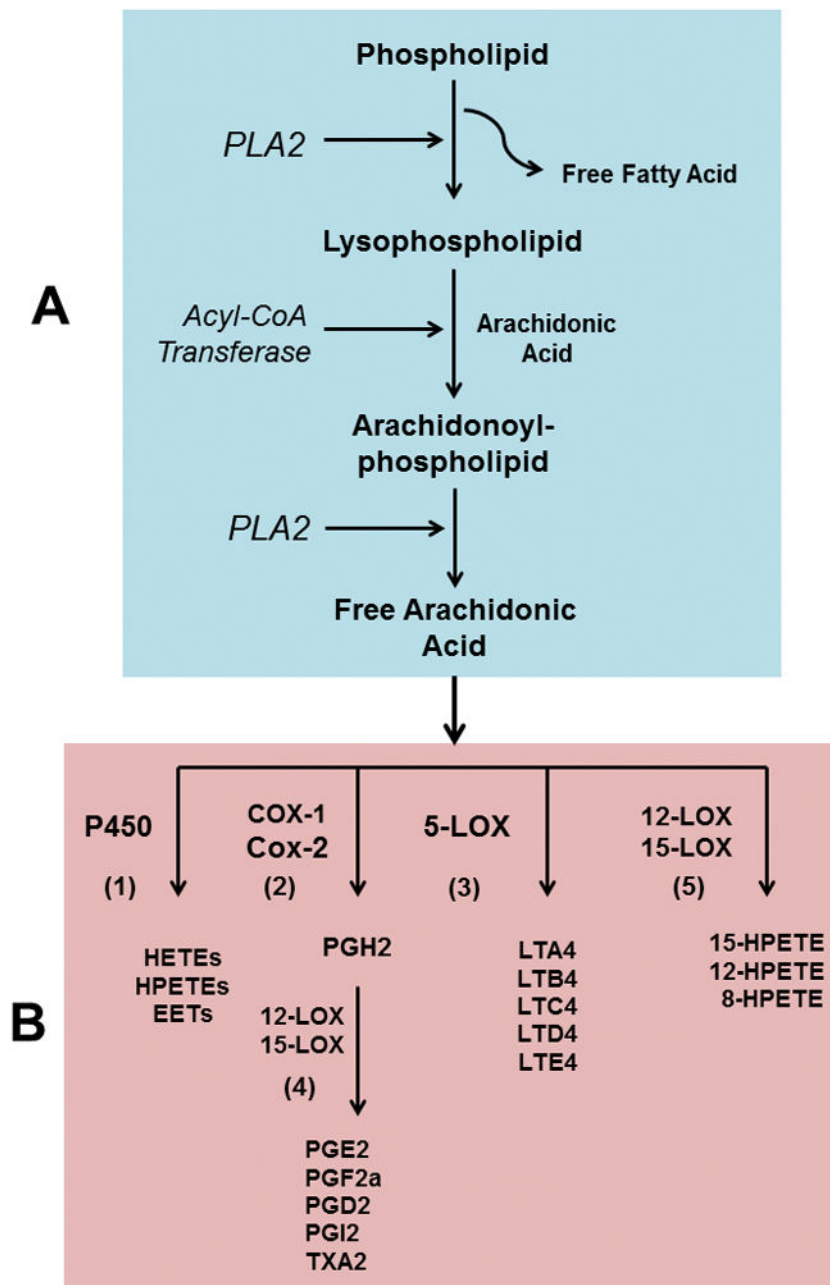 Phospholipid
PLA2
Free Fatty Acid
Lysophospholipid
A
Acyl-CoA
Transferase
Arachidonic
Acid
Arachidonoyl-
phospholipid
PLA2
Free Arachidonic
Acid
B
P450
(1)
HETEs
HPETEs
EETs
COX-1
Cox-2
(2)
PGH2
12-LOX
15-LOX
(4)
PGE2
PGF2a
PGD2
PGI2
TXA2
5-LOX
(3)
LTA4
LTB4
LTC4
LTD4
LTE4
12-LOX
15-LOX
(5)
15-HPETE
12-HPETE
8-HPETE